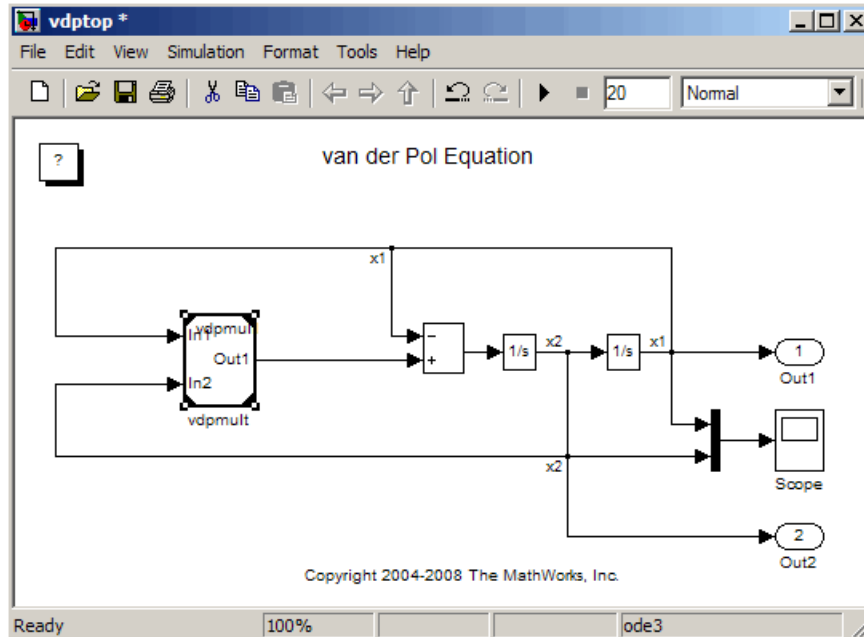 vdptop *
File Edit View Simulation Format Tools Help
20 Normal
?
van der Pol Equation
x1
vdpmult
In1
Out1
In2
vdpmult
−
+
1/s
x2
1/s
x1
1
Out1
x2
Scope
2
Out2
Copyright 2004-2008 The MathWorks, Inc.
Ready 100% ode3